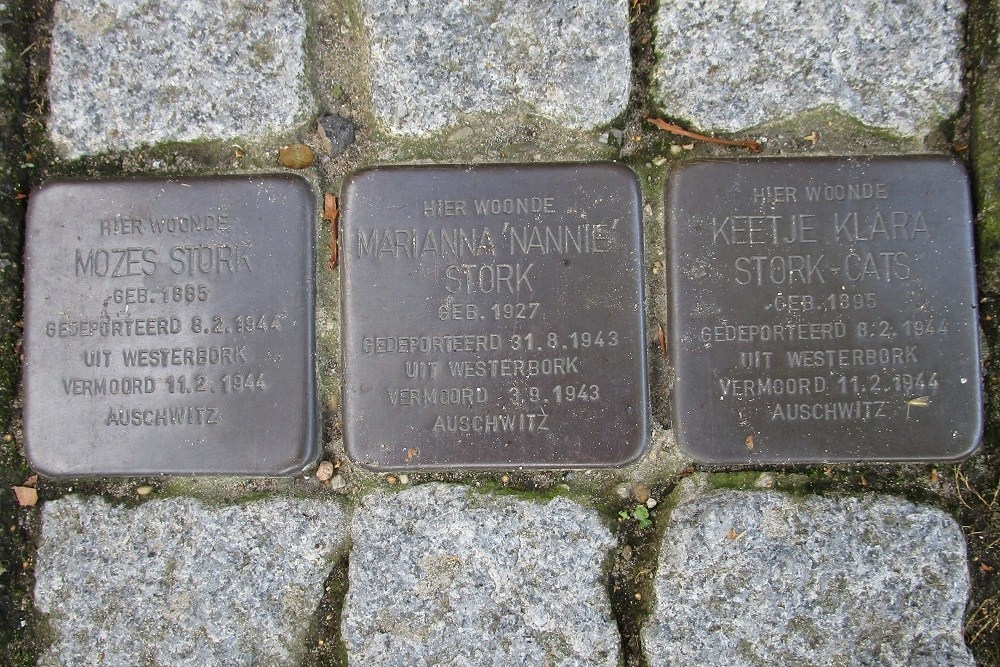 HIER WOONDE
MOZES STORK
GEB. 1885
GEDEPORTEERD 8.2.1944
UIT WESTERBORK
VERMOORD 11.2.1944
AUSCHWITZ
HIER WOONDE
MARIANNA 'NANNIE'
STORK
GEB. 1927
GEDEPORTEERD 31.8.1943
UIT WESTERBORK
VERMOORD 3.9.1943
AUSCHWITZ
HIER WOONDE
KEETJE KLARA
STORK-CATS
GEB. 1895
GEDEPORTEERD 8.2.1944
UIT WESTERBORK
VERMOORD 11.2.1944
AUSCHWITZ